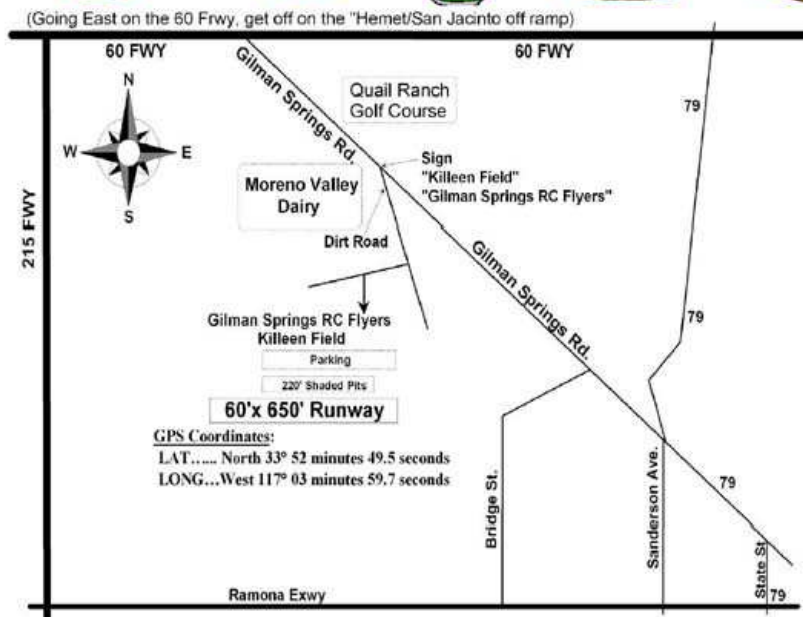 (Going East on the 60 Frwy, get off on the "Hemet/San Jacinto off ramp)
60 FWY
60 FWY
Gilman Springs Rd.
Quail Ranch
Golf Course
79
N
W
E
S
Sign
"Killeen Field"
"Gilman Springs RC Flyers"
Moreno Valley
Dairy
215 FWY
Dirt Road
Gilman Springs Rd.
79
Gilman Springs RC Flyers
Killeen Field
Parking
220' Shaded Pits
60'x 650' Runway
GPS Coordinates:
LAT..... North 33° 52 minutes 49.5 seconds
LONG...West 117° 03 minutes 59.7 seconds
Bridge St.
Sanderson Ave.
79
State St
79
Ramona Exwy